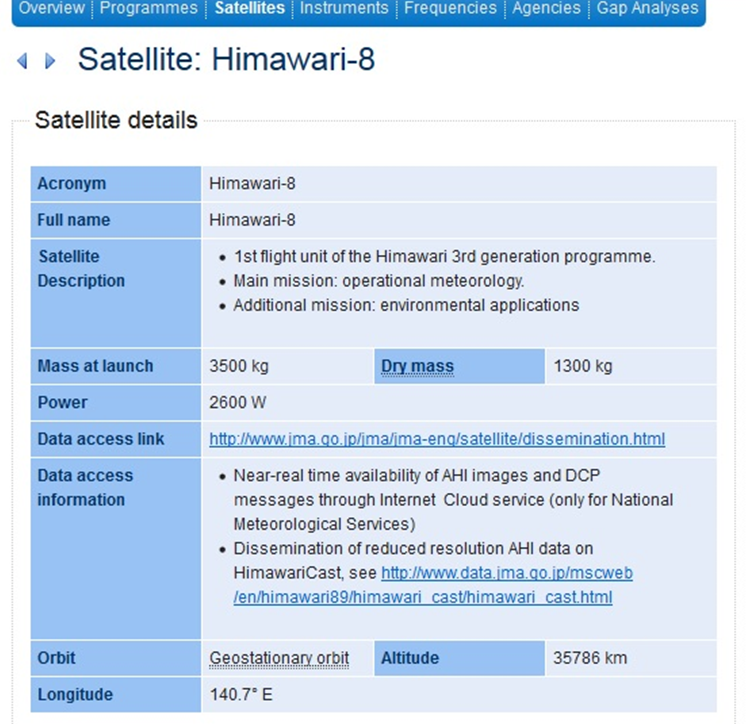 Overview Programmes Satellites Instruments Frequencies Agencies Gap Analyses
Satellite: Himawari-8
Satellite details
Acronym Himawari-8
Full name Himawari-8
Satellite Description
• 1st flight unit of the Himawari 3rd generation programme.
• Main mission: operational meteorology.
• Additional mission: environmental applications
Mass at launch 3500 kg Dry mass 1300 kg
Power 2600 W
Data access link http://www.jma.go.jp/jma/jma-eng/satellite/dissemination.html
Data access information
• Near-real time availability of AHI images and DCP
messages through Internet Cloud service (only for National
Meteorological Services)
• Dissemination of reduced resolution AHI data on
HimawariCast, see http://www.data.jma.go.jp/mscweb
/en/himawari89/himawari_cast/himawari_cast.html
Orbit Geostationary orbit Altitude 35786 km
Longitude 140.7° E